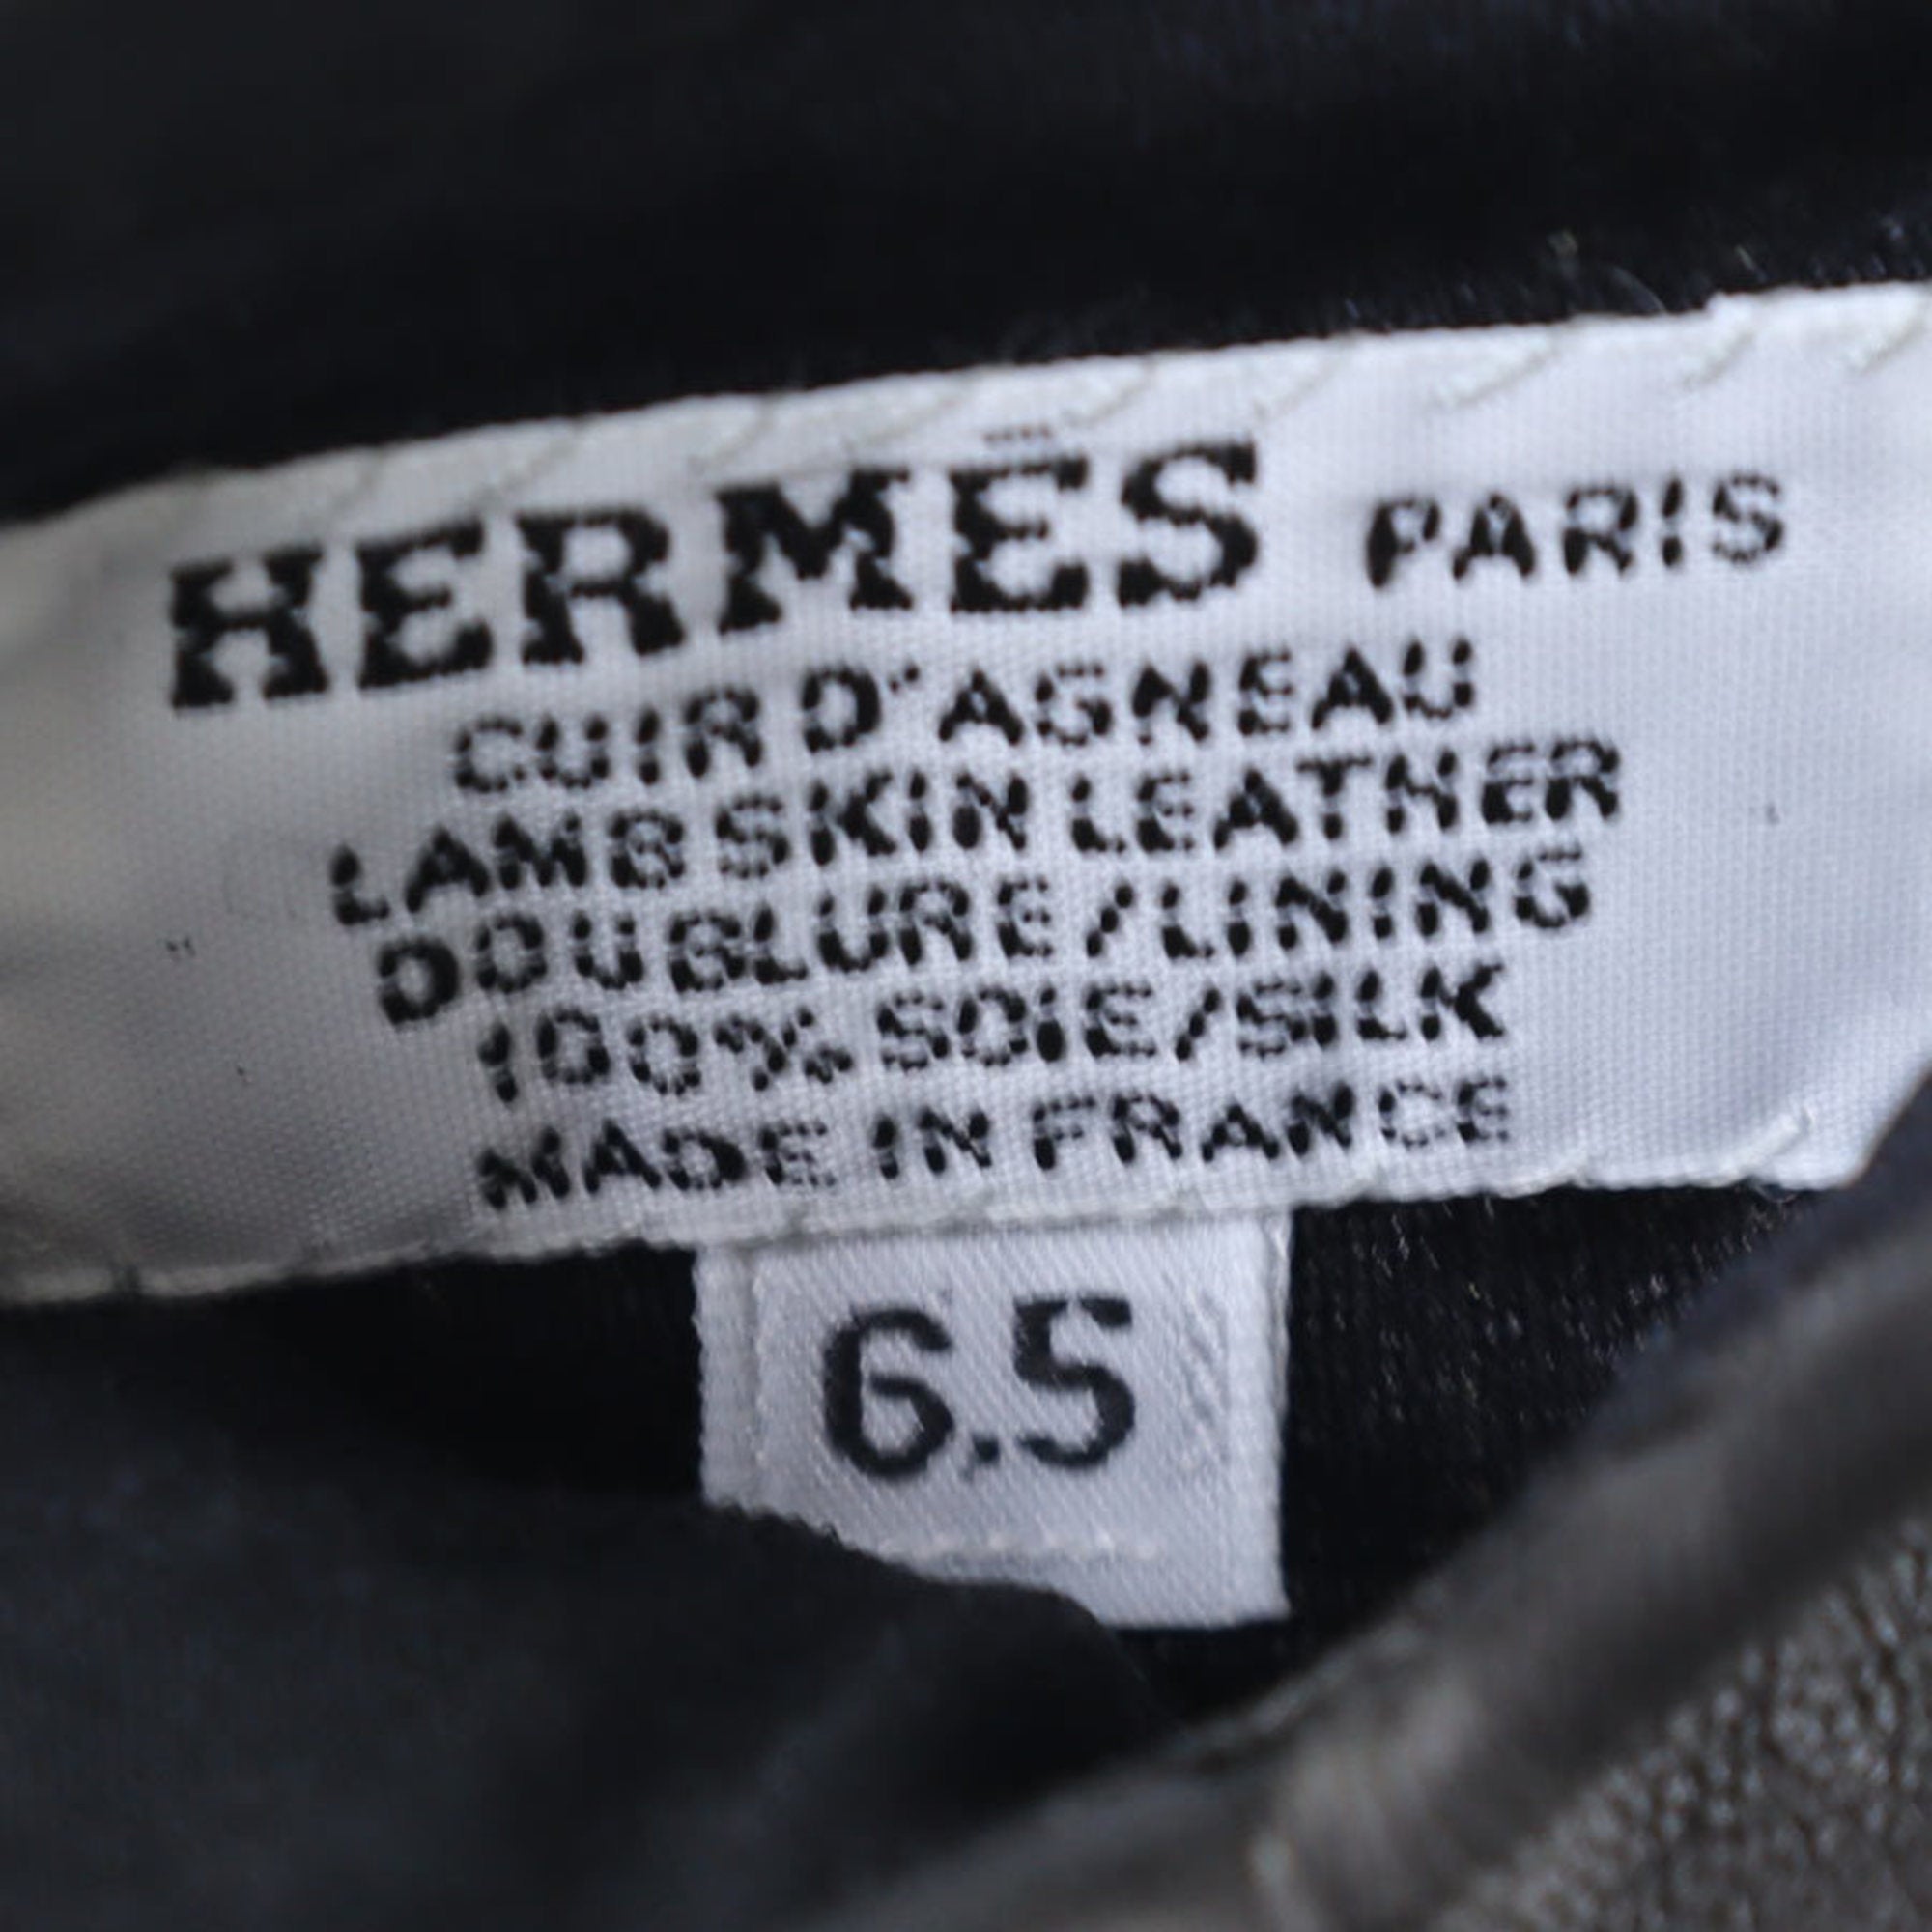 HERMÈS PARIS
CUIR D'AGNEAU
LAMBSKIN LEATHER
DOUBLURE/LINING
100% SOIE/SILK
MADE IN FRANCE
6,5